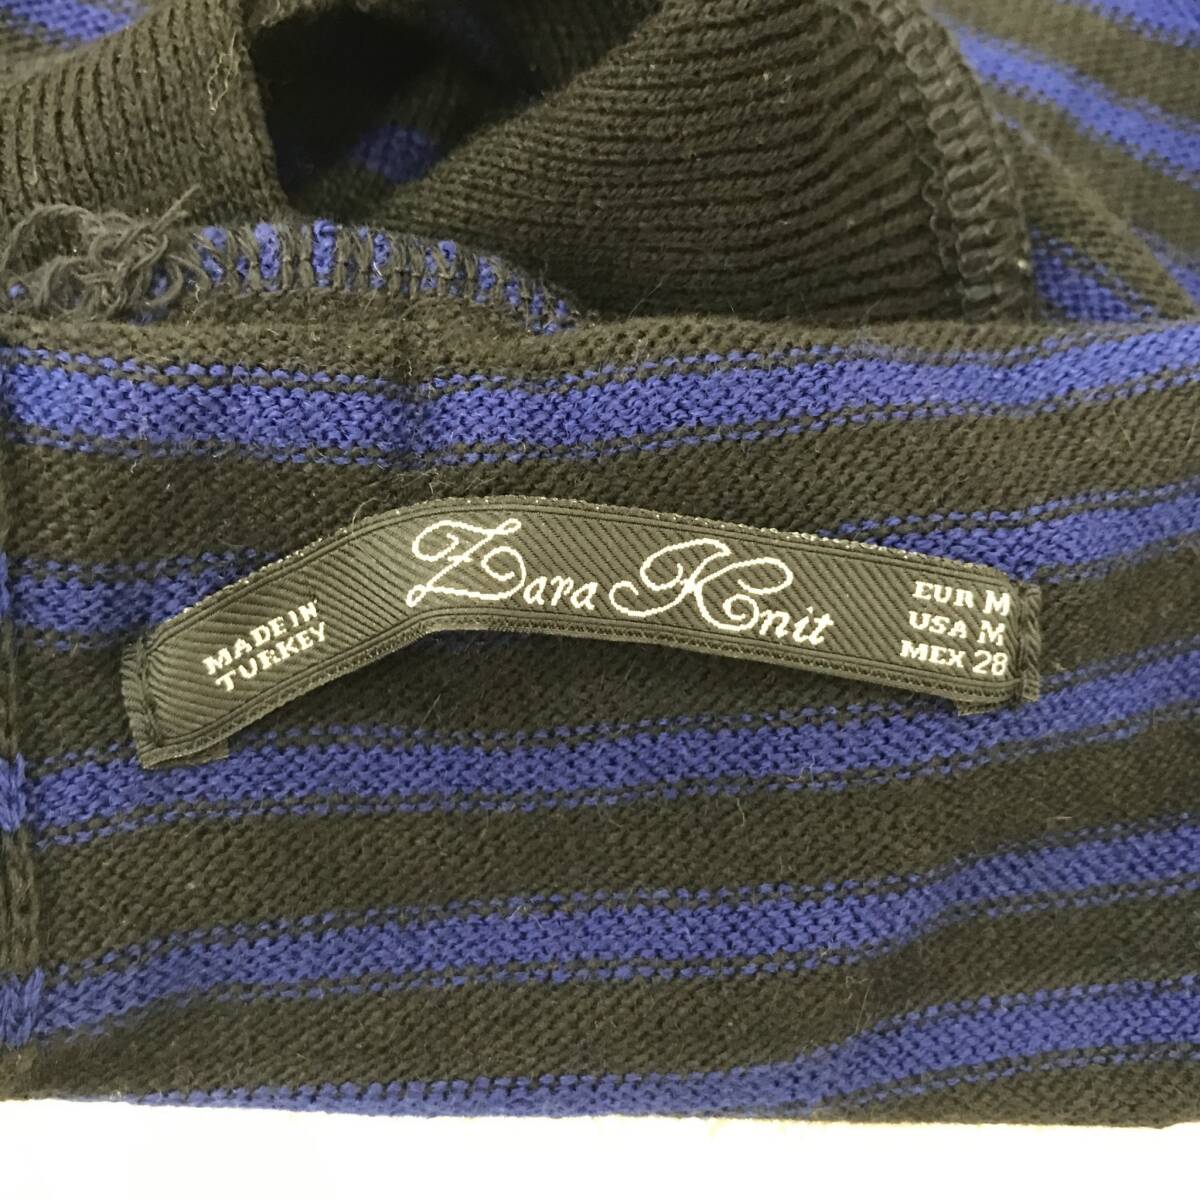 MADE IN
TURKEY
Zara Knit
EUR M
USA M
MEX 28